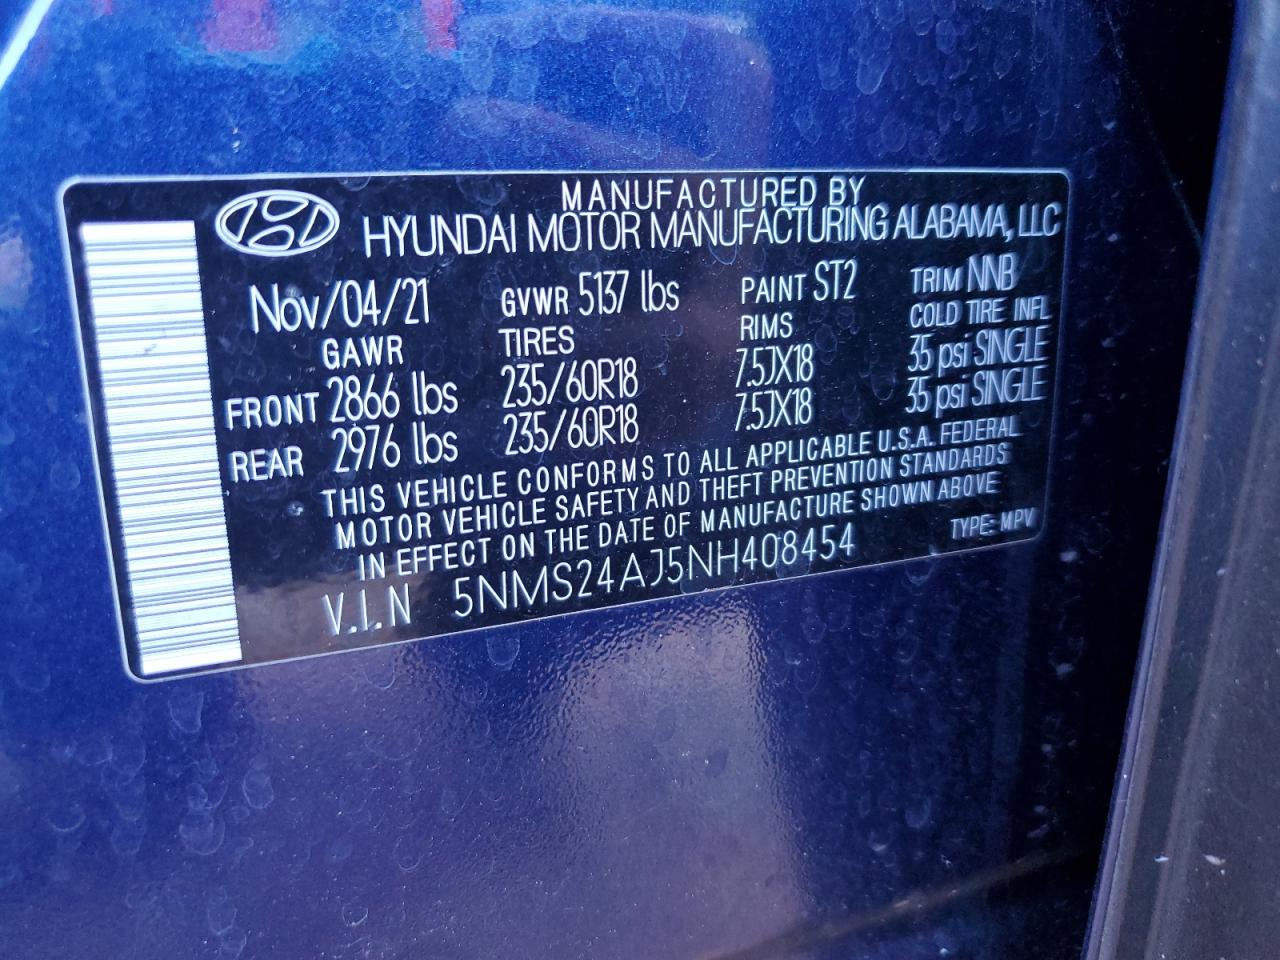 MANUFACTURED BY
HYUNDAI MOTOR MANUFACTURING ALABAMA, LLC
Nov/04/21 GVWR 5137 lbs PAINT ST2 TRIM NNB
GAWR TIRES RIMS COLD TIRE INFL
FRONT 2866 lbs 235/60R18 7.5JX18 35 psi SINGLE
REAR 2976 lbs 235/60R18 7.5JX18 35 psi SINGLE
THIS VEHICLE CONFORMS TO ALL APPLICABLE U.S.A. FEDERAL
MOTOR VEHICLE SAFETY AND THEFT PREVENTION STANDARDS
IN EFFECT ON THE DATE OF MANUFACTURE SHOWN ABOVE
V.I.N 5NMS24AJ5NH408454 TYPE: MPV